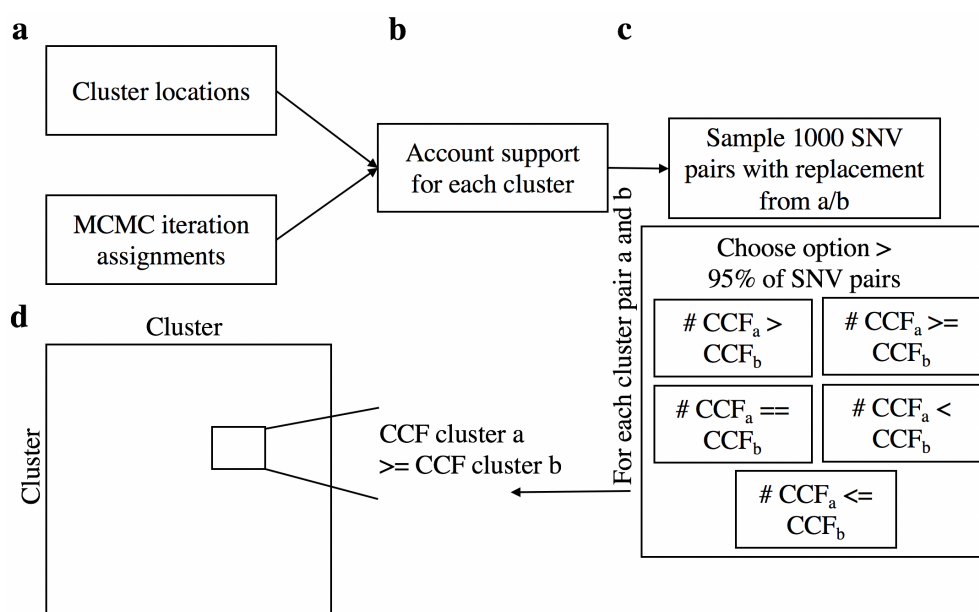 a
b
c
Cluster locations
MCMC iteration
assignments
Account support
for each cluster
Sample 1000 SNV
pairs with replacement
from a/b
For each cluster pair a and b
Choose option >
95% of SNV pairs
# CCFa >
CCFb
# CCFa >=
CCFb
# CCFa ==
CCFb
# CCFa <
CCFb
# CCFa <=
CCFb
d
Cluster
Cluster
CCF cluster a
>= CCF cluster b